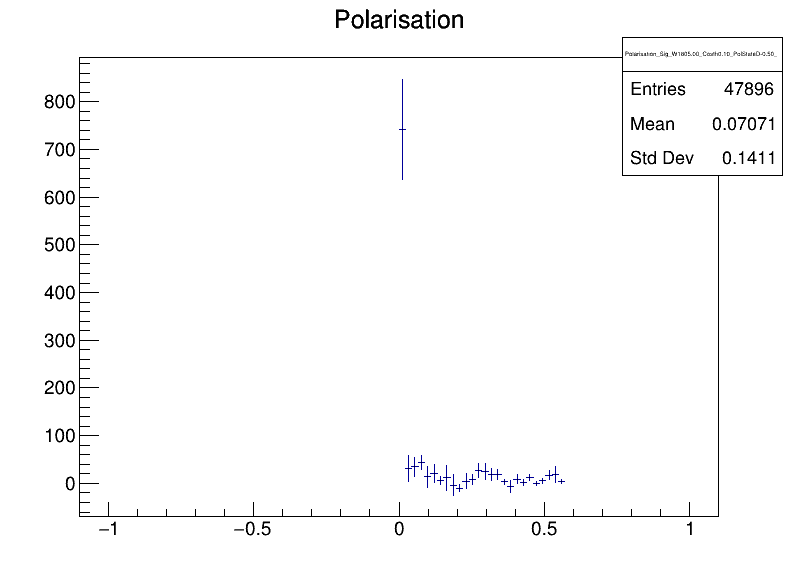 Polarisation
Polarisation_Sig_W1805.00_Costh0.10_PolStateD-0.50_
Entries 47896
Mean 0.07071
Std Dev 0.1411
800
700
600
500
400
300
200
100
0
−1 −0.5 0 0.5 1